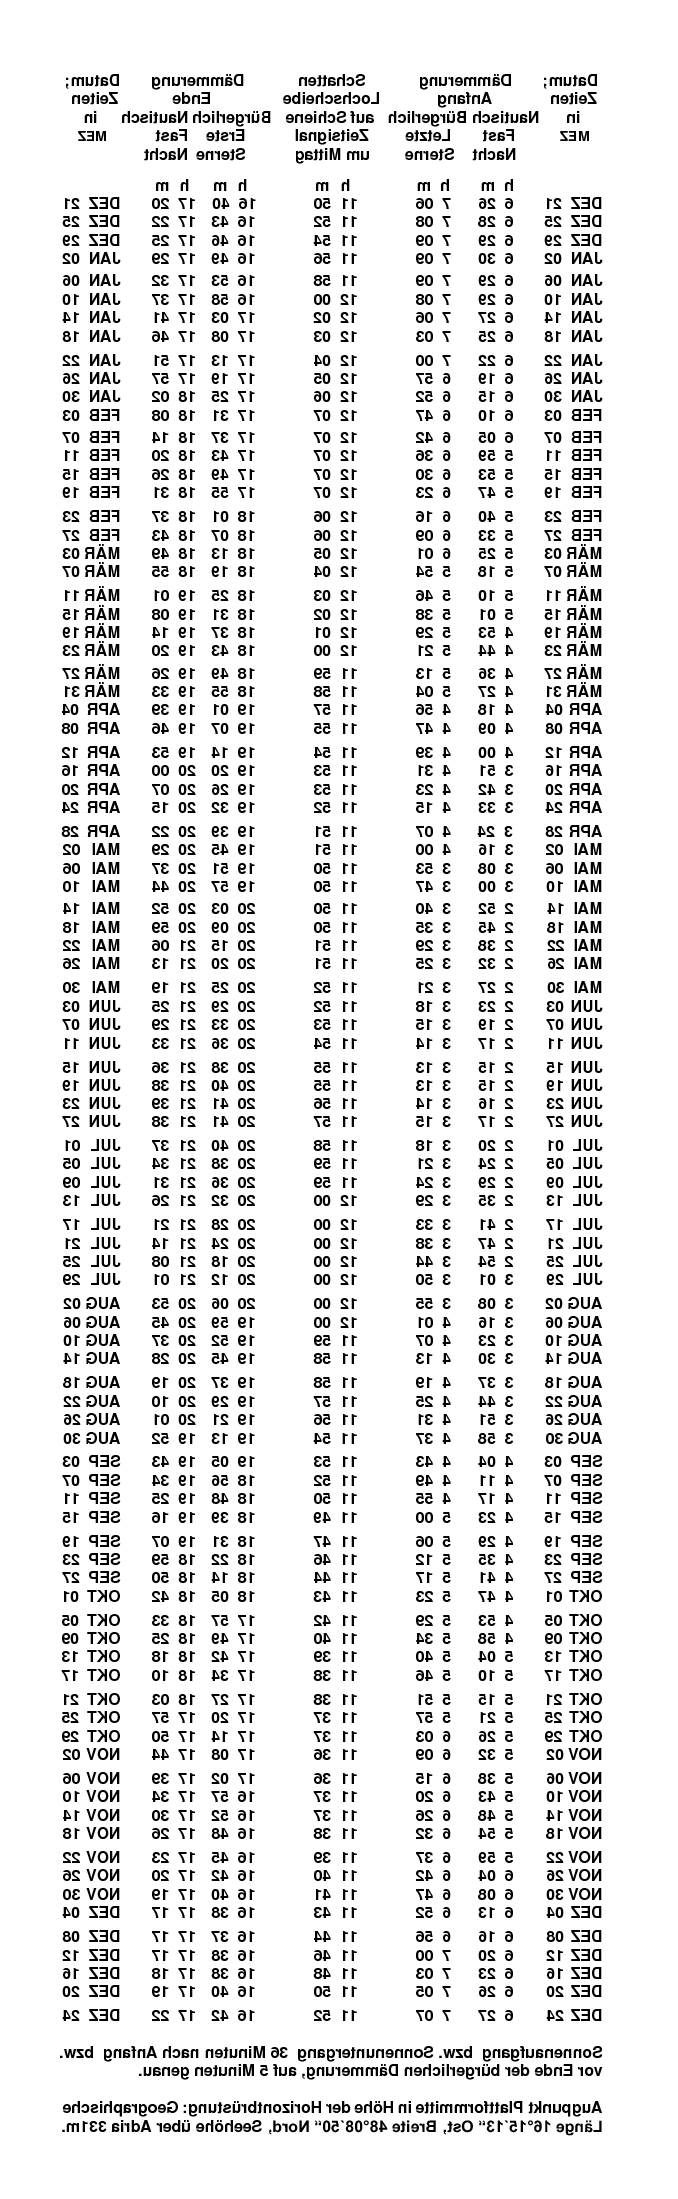 Datum; Dämmerung Schatten Dämmerung Datum;
Zeiten Anfang Lochscheibe Ende Zeiten
in Nautisch Bürgerlich auf Schiene Bürgerlich Nautisch in
MEZ Fast Letzte Zeitsignal Erste Fast MEZ
Nacht Sterne um Mittag Sterne Nacht
h m h m h m h m h m
DEZ 21 6 26 7 06 11 50 16 40 17 20 DEZ 21
DEZ 25 6 28 7 08 11 52 16 43 17 22 DEZ 25
DEZ 29 6 29 7 09 11 54 16 46 17 25 DEZ 29
JAN 02 6 30 7 09 11 56 16 49 17 29 JAN 02
JAN 06 6 29 7 09 11 58 16 53 17 32 JAN 06
JAN 10 6 29 7 08 12 00 16 58 17 37 JAN 10
JAN 14 6 27 7 06 12 02 17 03 17 41 JAN 14
JAN 18 6 25 7 03 12 03 17 08 17 46 JAN 18
JAN 22 6 22 7 00 12 04 17 13 17 51 JAN 22
JAN 26 6 19 6 57 12 05 17 19 17 57 JAN 26
JAN 30 6 15 6 52 12 06 17 25 18 02 JAN 30
FEB 03 6 10 6 47 12 07 17 31 18 08 FEB 03
FEB 07 6 05 6 42 12 07 17 37 18 14 FEB 07
FEB 11 5 59 6 36 12 07 17 43 18 20 FEB 11
FEB 15 5 53 6 30 12 07 17 49 18 26 FEB 15
FEB 19 5 47 6 23 12 07 17 55 18 31 FEB 19
FEB 23 5 40 6 16 12 06 18 01 18 37 FEB 23
FEB 27 5 33 6 09 12 06 18 07 18 43 FEB 27
MÄR 03 5 25 6 01 12 05 18 13 18 49 MÄR 03
MÄR 07 5 18 5 54 12 04 18 19 18 55 MÄR 07
MÄR 11 5 10 5 46 12 03 18 25 19 01 MÄR 11
MÄR 15 5 01 5 38 12 02 18 31 19 08 MÄR 15
MÄR 19 4 53 5 29 12 01 18 37 19 14 MÄR 19
MÄR 23 4 44 5 21 12 00 18 43 19 20 MÄR 23
MÄR 27 4 36 5 13 11 59 18 49 19 26 MÄR 27
MÄR 31 4 27 5 04 11 58 18 55 19 33 MÄR 31
APR 04 4 18 4 56 11 57 19 01 19 39 APR 04
APR 08 4 09 4 47 11 55 19 07 19 46 APR 08
APR 12 4 00 4 39 11 54 19 14 19 53 APR 12
APR 16 3 51 4 31 11 53 19 20 20 00 APR 16
APR 20 3 42 4 23 11 53 19 26 20 07 APR 20
APR 24 3 33 4 15 11 52 19 32 20 15 APR 24
APR 28 3 24 4 07 11 51 19 39 20 22 APR 28
MAI 02 3 16 4 00 11 51 19 45 20 29 MAI 02
MAI 06 3 08 3 53 11 50 19 51 20 37 MAI 06
MAI 10 3 00 3 47 11 50 19 57 20 44 MAI 10
MAI 14 2 52 3 40 11 50 20 03 20 52 MAI 14
MAI 18 2 45 3 35 11 50 20 09 20 59 MAI 18
MAI 22 2 38 3 29 11 51 20 15 21 06 MAI 22
MAI 26 2 32 3 25 11 51 20 20 21 13 MAI 26
MAI 30 2 27 3 21 11 52 20 25 21 19 MAI 30
JUN 03 2 23 3 18 11 52 20 29 21 25 JUN 03
JUN 07 2 19 3 15 11 53 20 33 21 29 JUN 07
JUN 11 2 17 3 14 11 54 20 36 21 33 JUN 11
JUN 15 2 15 3 13 11 55 20 38 21 36 JUN 15
JUN 19 2 15 3 13 11 55 20 40 21 38 JUN 19
JUN 23 2 16 3 14 11 56 20 41 21 39 JUN 23
JUN 27 2 17 3 15 11 57 20 41 21 38 JUN 27
JUL 01 2 20 3 18 11 58 20 40 21 37 JUL 01
JUL 05 2 24 3 21 11 59 20 38 21 34 JUL 05
JUL 09 2 29 3 24 11 59 20 36 21 31 JUL 09
JUL 13 2 35 3 29 12 00 20 32 21 26 JUL 13
JUL 17 2 41 3 33 12 00 20 28 21 21 JUL 17
JUL 21 2 47 3 38 12 00 20 24 21 14 JUL 21
JUL 25 2 54 3 44 12 00 20 18 21 08 JUL 25
JUL 29 3 01 3 50 12 00 20 12 21 01 JUL 29
AUG 02 3 08 3 55 12 00 20 06 20 53 AUG 02
AUG 06 3 16 4 01 12 00 19 59 20 45 AUG 06
AUG 10 3 23 4 07 11 59 19 52 20 37 AUG 10
AUG 14 3 30 4 13 11 58 19 45 20 28 AUG 14
AUG 18 3 37 4 19 11 58 19 37 20 19 AUG 18
AUG 22 3 44 4 25 11 57 19 29 20 10 AUG 22
AUG 26 3 51 4 31 11 56 19 21 20 01 AUG 26
AUG 30 3 58 4 37 11 54 19 13 19 52 AUG 30
SEP 03 4 04 4 43 11 53 19 05 19 43 SEP 03
SEP 07 4 11 4 49 11 52 18 56 19 34 SEP 07
SEP 11 4 17 4 55 11 50 18 48 19 25 SEP 11
SEP 15 4 23 5 00 11 49 18 39 19 16 SEP 15
SEP 19 4 29 5 06 11 47 18 31 19 07 SEP 19
SEP 23 4 35 5 12 11 46 18 22 18 59 SEP 23
SEP 27 4 41 5 17 11 44 18 14 18 50 SEP 27
OKT 01 4 47 5 23 11 43 18 05 18 42 OKT 01
OKT 05 4 53 5 29 11 42 17 57 18 33 OKT 05
OKT 09 4 58 5 34 11 40 17 49 18 25 OKT 09
OKT 13 5 04 5 40 11 39 17 42 18 18 OKT 13
OKT 17 5 10 5 46 11 38 17 34 18 10 OKT 17
OKT 21 5 15 5 51 11 38 17 27 18 03 OKT 21
OKT 25 5 21 5 57 11 37 17 20 17 57 OKT 25
OKT 29 5 26 6 03 11 37 17 14 17 50 OKT 29
NOV 02 5 32 6 09 11 36 17 08 17 44 NOV 02
NOV 06 5 38 6 15 11 36 17 02 17 39 NOV 06
NOV 10 5 43 6 20 11 37 16 57 17 34 NOV 10
NOV 14 5 48 6 26 11 37 16 52 17 30 NOV 14
NOV 18 5 54 6 32 11 38 16 48 17 26 NOV 18
NOV 22 5 59 6 37 11 39 16 45 17 23 NOV 22
NOV 26 6 04 6 42 11 40 16 42 17 20 NOV 26
NOV 30 6 08 6 47 11 41 16 40 17 19 NOV 30
DEZ 04 6 13 6 52 11 43 16 38 17 17 DEZ 04
DEZ 08 6 16 6 56 11 44 16 37 17 17 DEZ 08
DEZ 12 6 20 7 00 11 46 16 38 17 17 DEZ 12
DEZ 16 6 23 7 03 11 48 16 38 17 18 DEZ 16
DEZ 20 6 26 7 05 11 50 16 40 17 19 DEZ 20
DEZ 24 6 27 7 07 11 52 16 42 17 22 DEZ 24
Sonnenaufgang bzw. Sonnenuntergang 36 Minuten nach Anfang bzw.
vor Ende der bürgerlichen Dämmerung, auf 5 Minuten genau.
Augpunkt Plattformmitte in Höhe der Horizontbrüstung: Geographische
Länge 16°15´13“ Ost, Breite 48°08´50“ Nord, Seehöhe über Adria 331m.